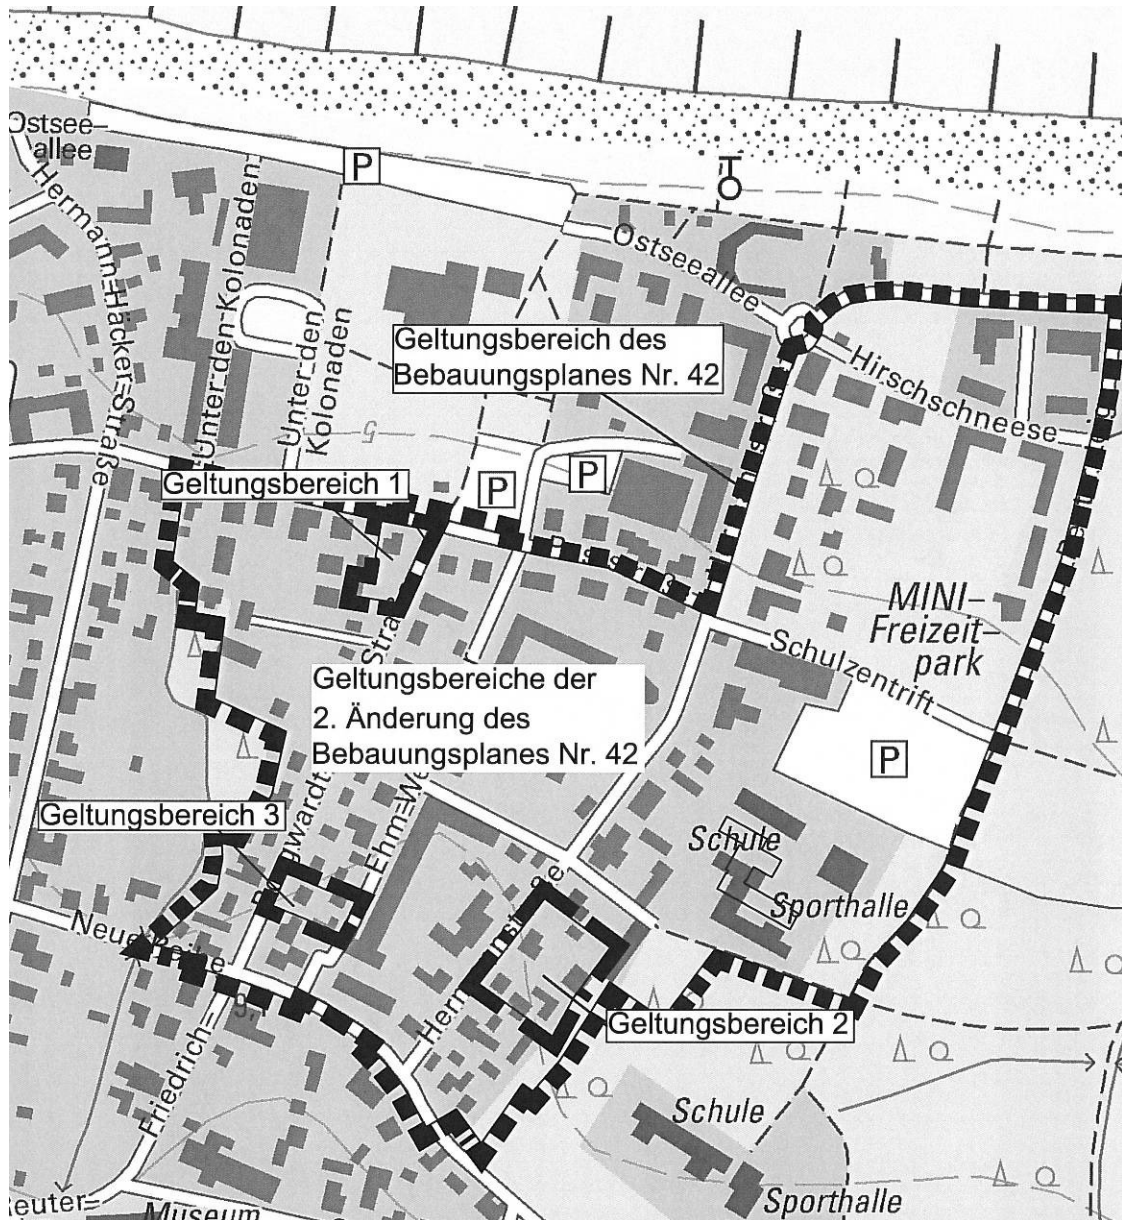 Ostsee-
allee
P
Hermann-Häcker-Straße
Unter-den-Kolonaden
Unter den
Kolonaden
Ostseeallee
Geltungsbereich des
Bebauungsplanes Nr. 42
Hirschschneese
5
Geltungsbereich 1
P
P
MINI-
Freizeit-
park
Schulzentrift
Geltungsbereiche der
2. Änderung des
Bebauungsplanes Nr. 42
P
Geltungsbereich 3
Schule
Sporthalle
Neue Reihe
Geltungsbereich 2
Friedrich-
Schule
Reuter-
Museum
Sporthalle